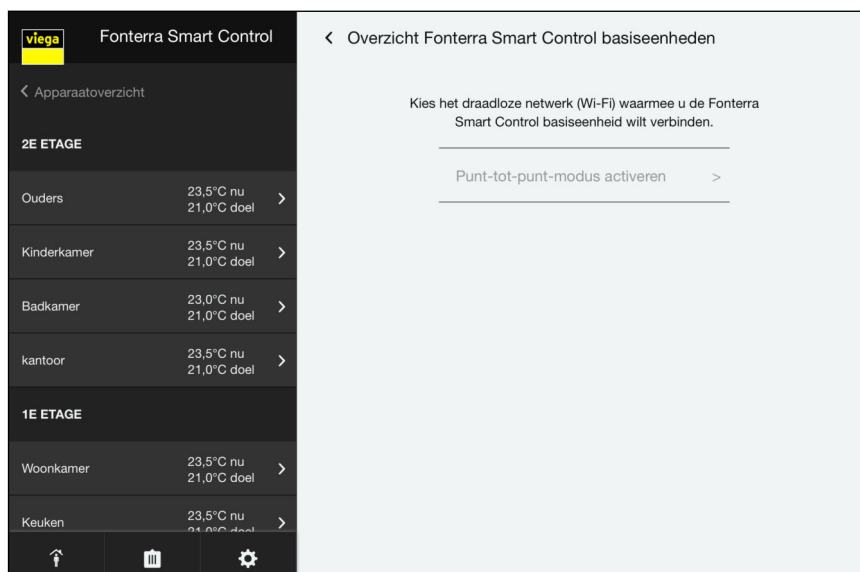 viega
Fonterra Smart Control
Apparaatoverzicht
2E ETAGE
Ouders
23,5°C nu
21,0°C doel
Kinderkamer
23,5°C nu
21,0°C doel
Badkamer
23,0°C nu
21,0°C doel
kantoor
23,5°C nu
21,0°C doel
1E ETAGE
Woonkamer
23,5°C nu
21,0°C doel
Keuken
23,5°C nu
21,0°C doel
Overzicht Fonterra Smart Control basiseenheden
Kies het draadloze netwerk (Wi-Fi) waarmee u de Fonterra
Smart Control basiseenheid wilt verbinden.
Punt-tot-punt-modus activeren >